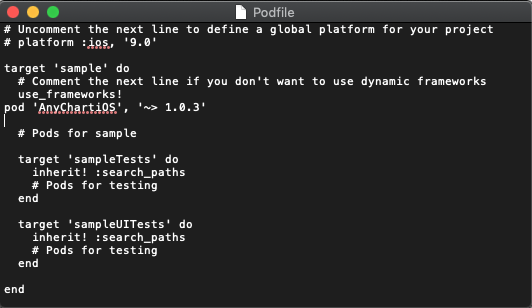 Podfile
# Uncomment the next line to define a global platform for your project
# platform :ios, '9.0'
target 'sample' do
# Comment the next line if you don't want to use dynamic frameworks
use_frameworks!
pod 'AnyChartiOS', '~> 1.0.3'
# Pods for sample
target 'sampleTests' do
inherit! :search_paths
# Pods for testing
end
target 'sampleUITests' do
inherit! :search_paths
# Pods for testing
end
end